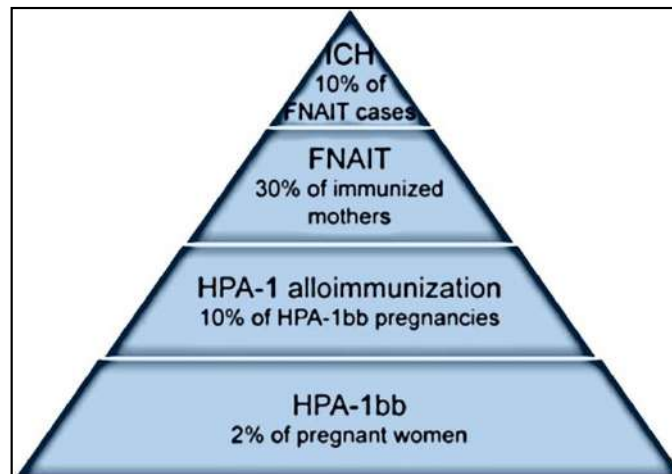 ICH
10% of
FNAIT cases
FNAIT
30% of immunized
mothers
HPA-1 alloimmunization
10% of HPA-1bb pregnancies
HPA-1bb
2% of pregnant women